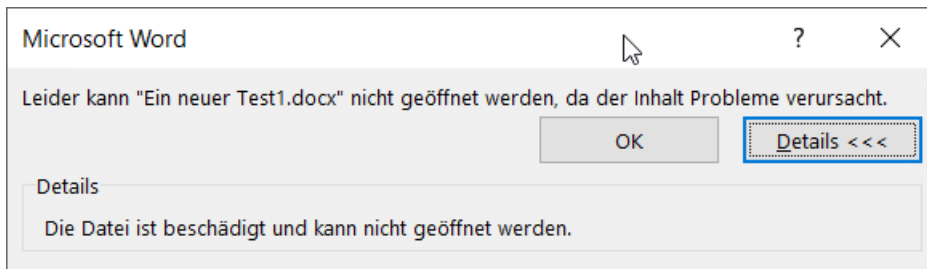 Microsoft Word
?
Leider kann "Ein neuer Test1.docx" nicht geöffnet werden, da der Inhalt Probleme verursacht.
OK
Details <<<
Details
Die Datei ist beschädigt und kann nicht geöffnet werden.